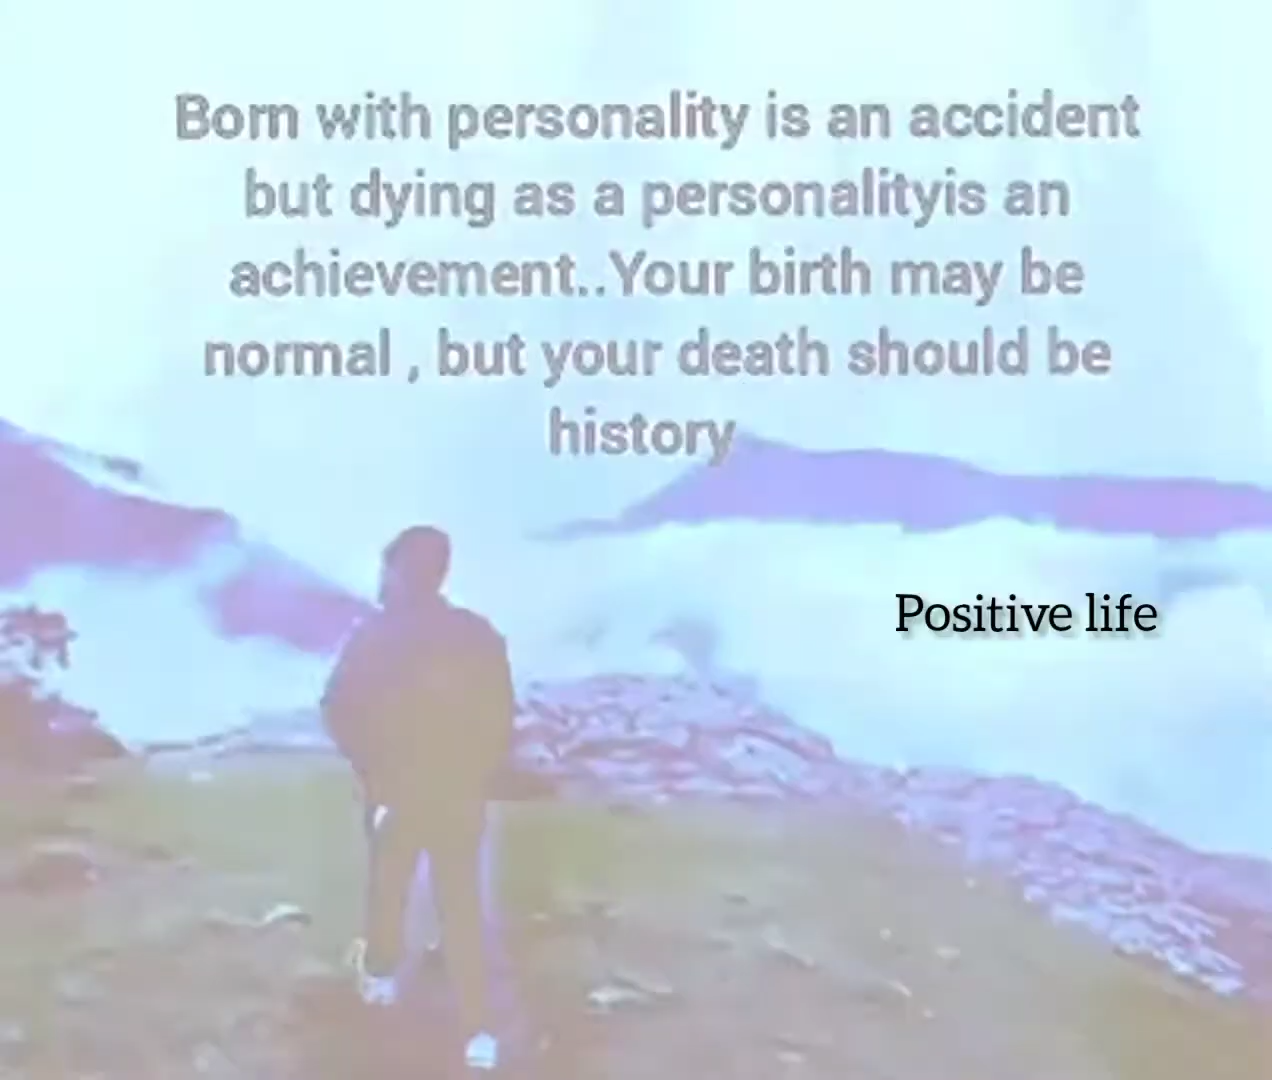 Born with personality is an accident
but dying as a personalityis an
achievement..Your birth may be
normal , but your death should be
history
Positive life